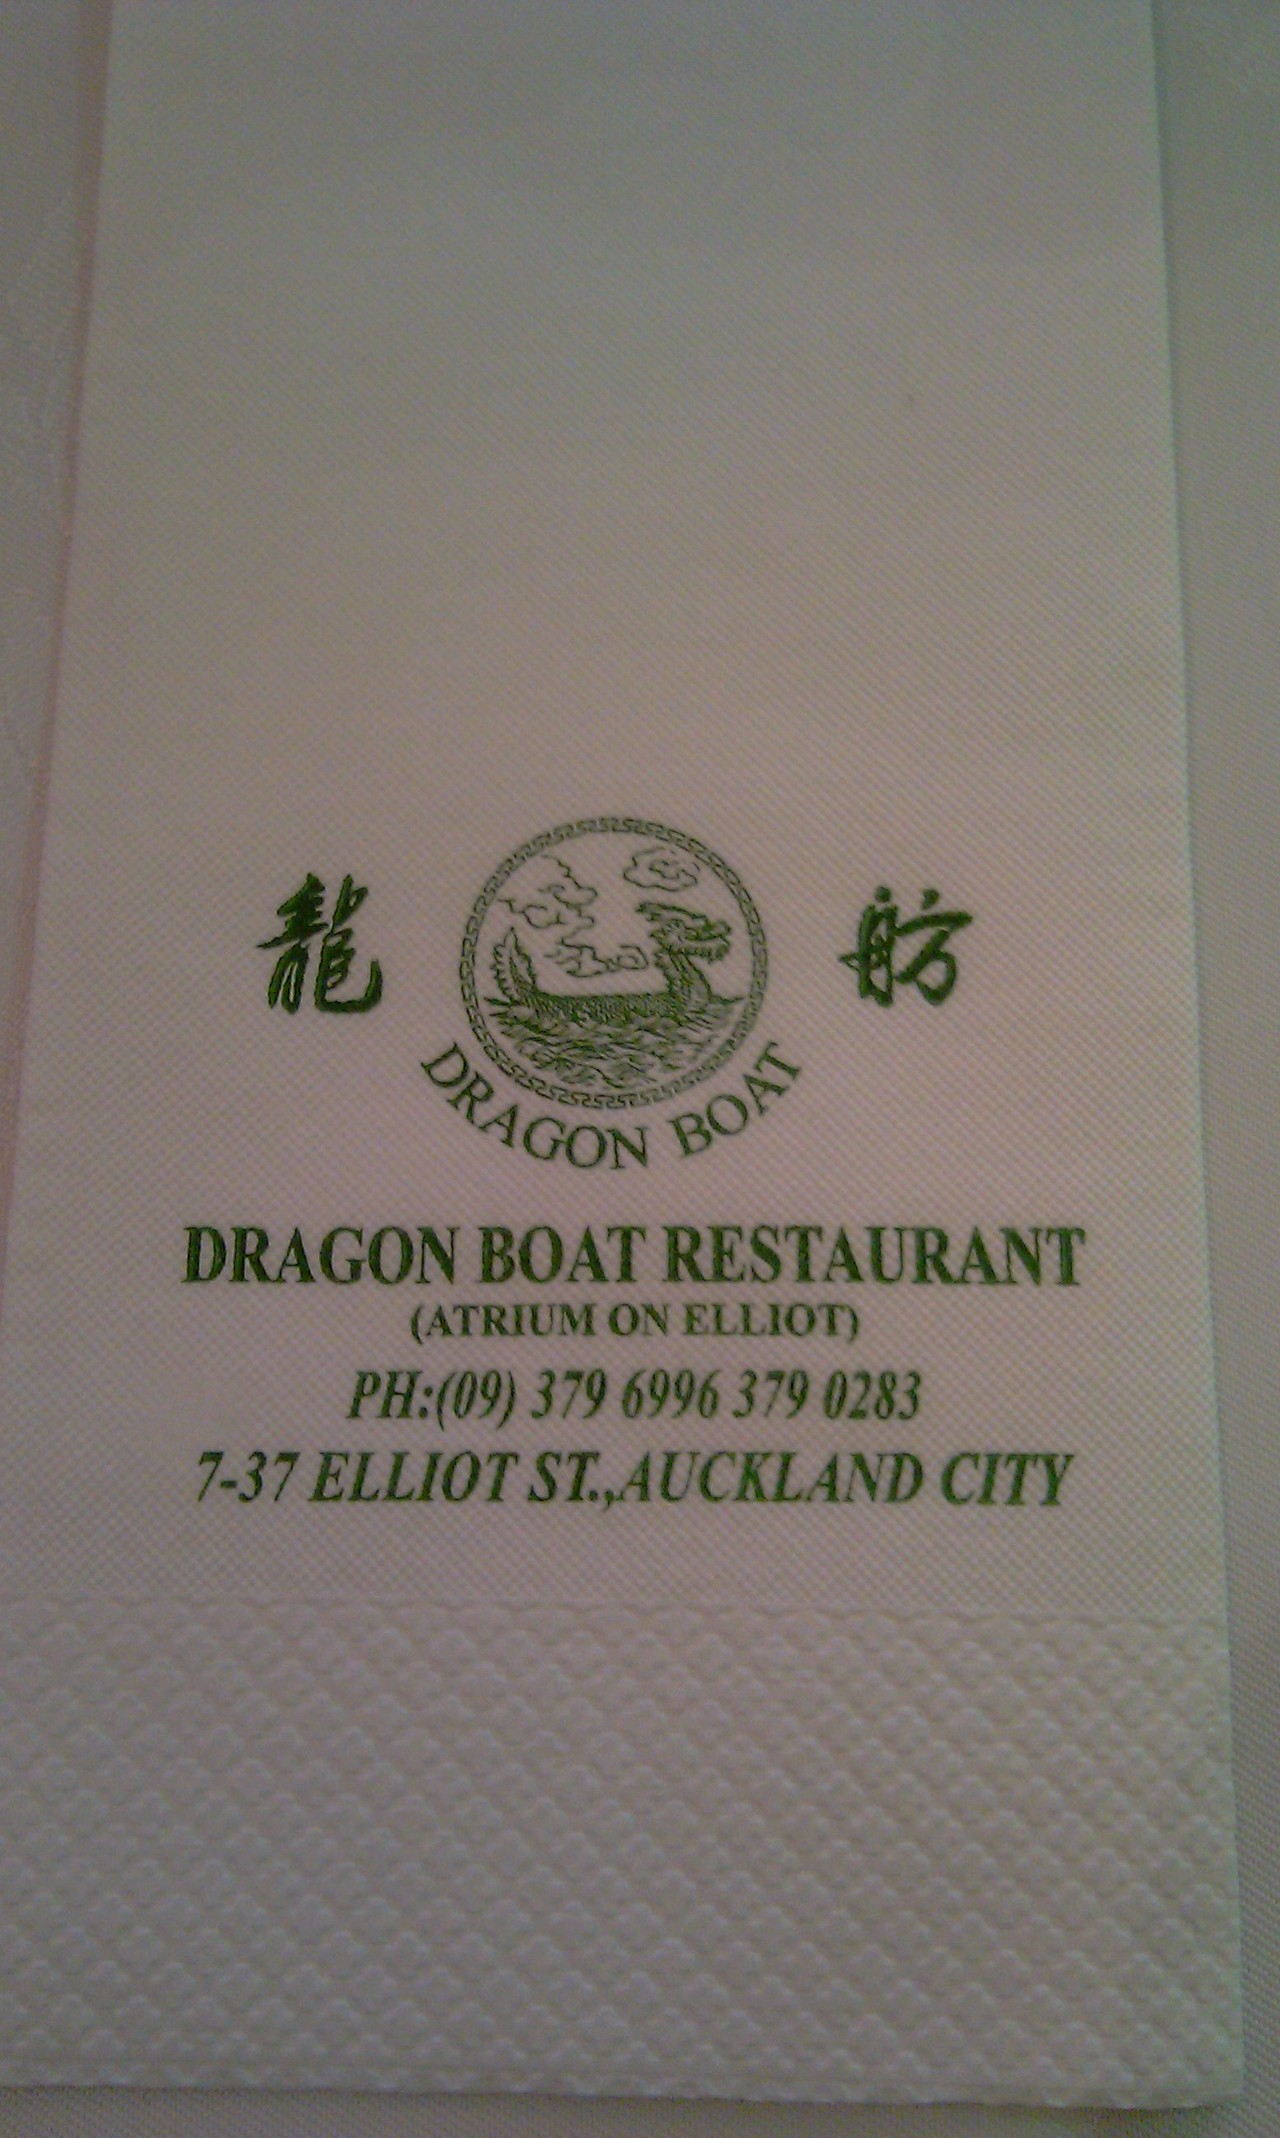 龍 舫
DRAGON BOAT
DRAGON BOAT RESTAURANT
(ATRIUM ON ELLIOT)
PH:(09) 379 6996 379 0283
7-37 ELLIOT ST.,AUCKLAND CITY